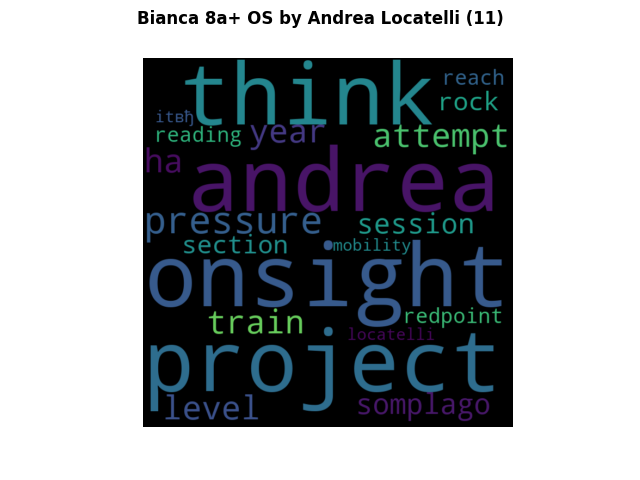 Bianca 8a+ OS by Andrea Locatelli (11)
think
reach
rock
itвђ
reading
year
attempt
ha
andrea
pressure
session
section
mobility
onsight
train
redpoint
locatelli
project
level
somplago